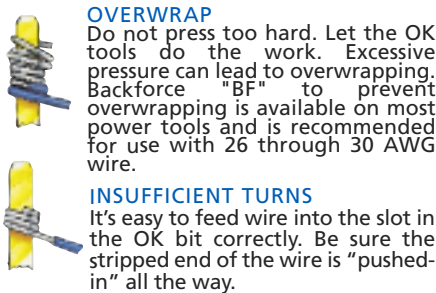 OVERWRAP
Do not press too hard. Let the OK
tools do the work. Excessive
pressure can lead to overwrapping.
Backforce "BF" to prevent
overwrapping is available on most
power tools and is recommended
for use with 26 through 30 AWG
wire.
INSUFFICIENT TURNS
It's easy to feed wire into the slot in
the OK bit correctly. Be sure the
stripped end of the wire is “pushed-
in” all the way.